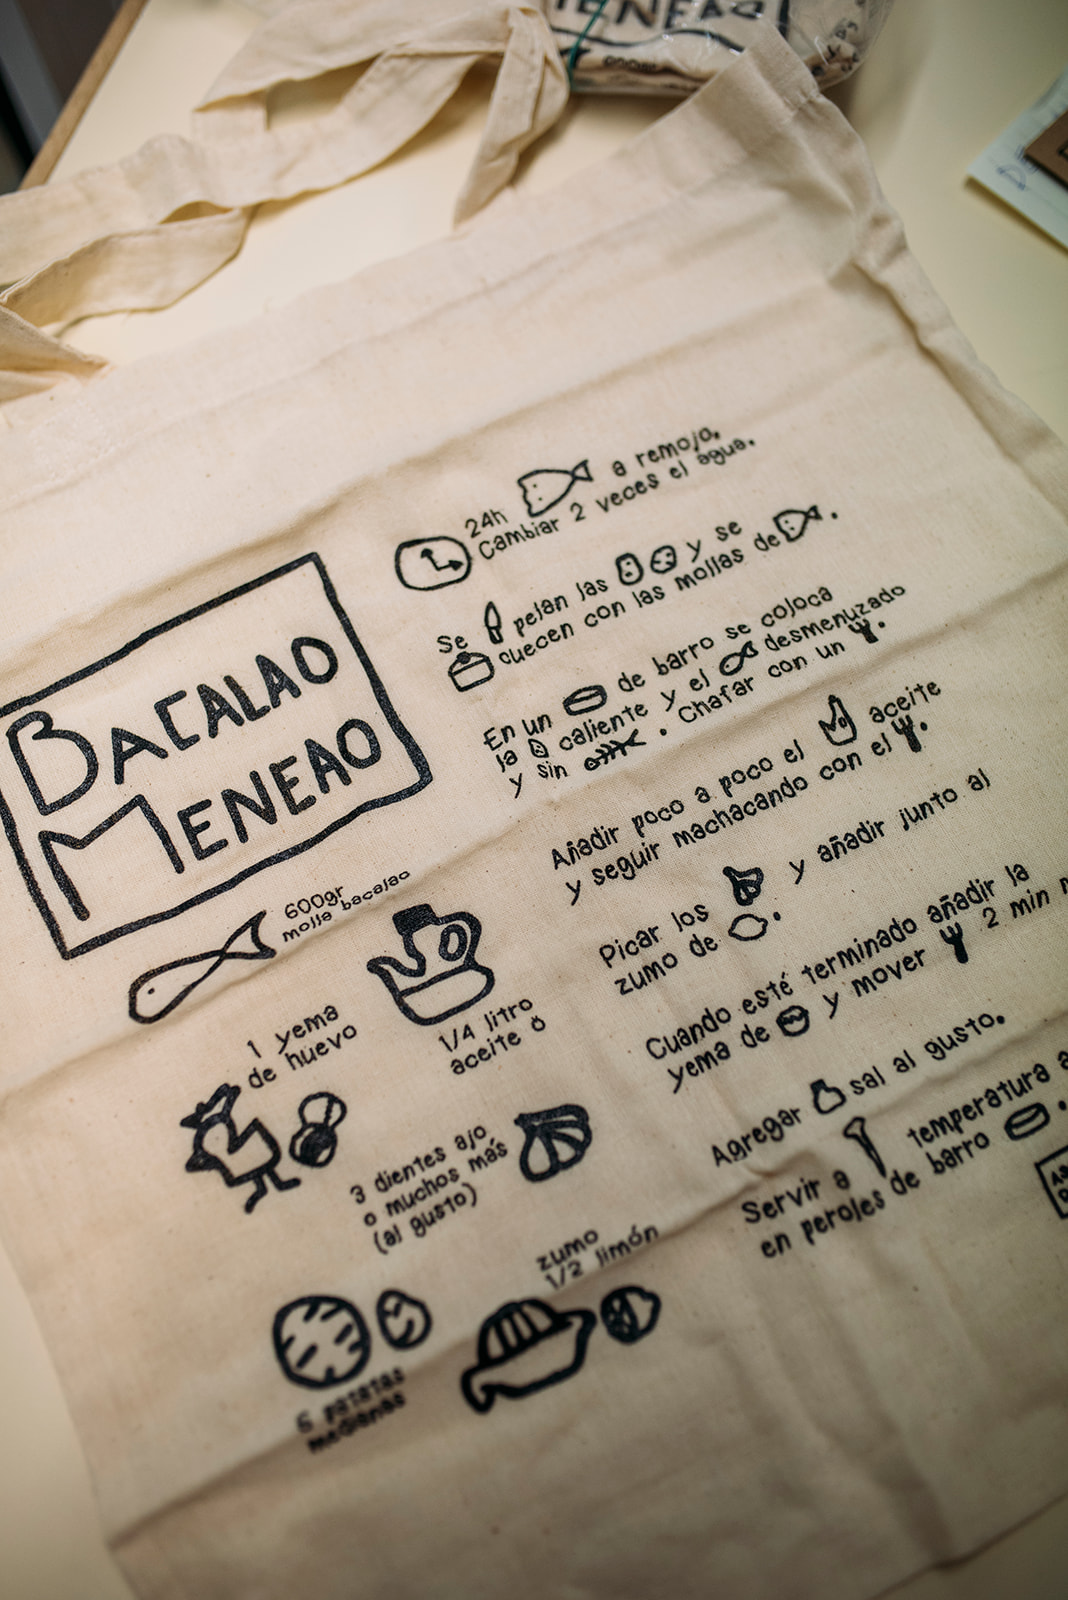 MENEAO
BACALAO
MENEAO
600gr
molla bacalao
1 yema
de huevo
1/4 litro
aceite
3 dientes ajo
o muchos más
(al gusto)
zumo
1/2 limón
6 patatas
medianas
24h a remojo.
Cambiar 2 veces el agua.
Se pelan las y se
cuecen con las mollas de .
En un de barro se coloca
la caliente y el desmenuzado
y sin . Chafar con un .
Añadir poco a poco el aceite
y seguir machacando con el .
Picar los y añadir junto al
zumo de .
Cuando esté terminado añadir la
yema de y mover 2 min
Agregar sal al gusto.
Servir a temperatura
en peroles de barro .